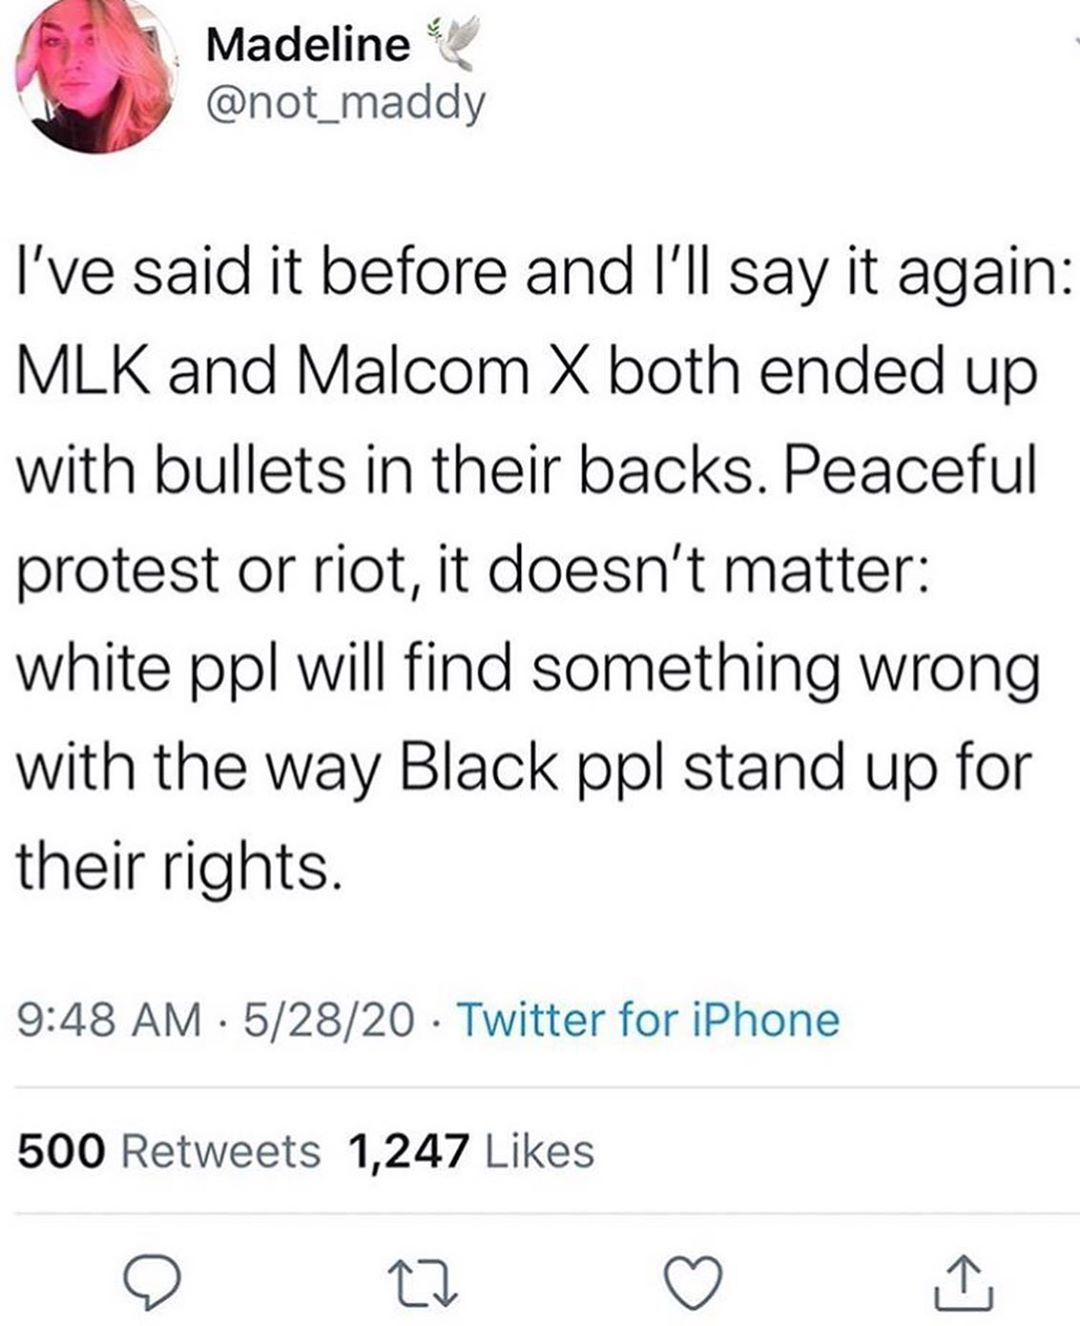 Madeline 🕊
@not_maddy
I've said it before and I'll say it again:
MLK and Malcom X both ended up
with bullets in their backs. Peaceful
protest or riot, it doesn't matter:
white ppl will find something wrong
with the way Black ppl stand up for
their rights.
9:48 AM · 5/28/20 · Twitter for iPhone
500 Retweets 1,247 Likes